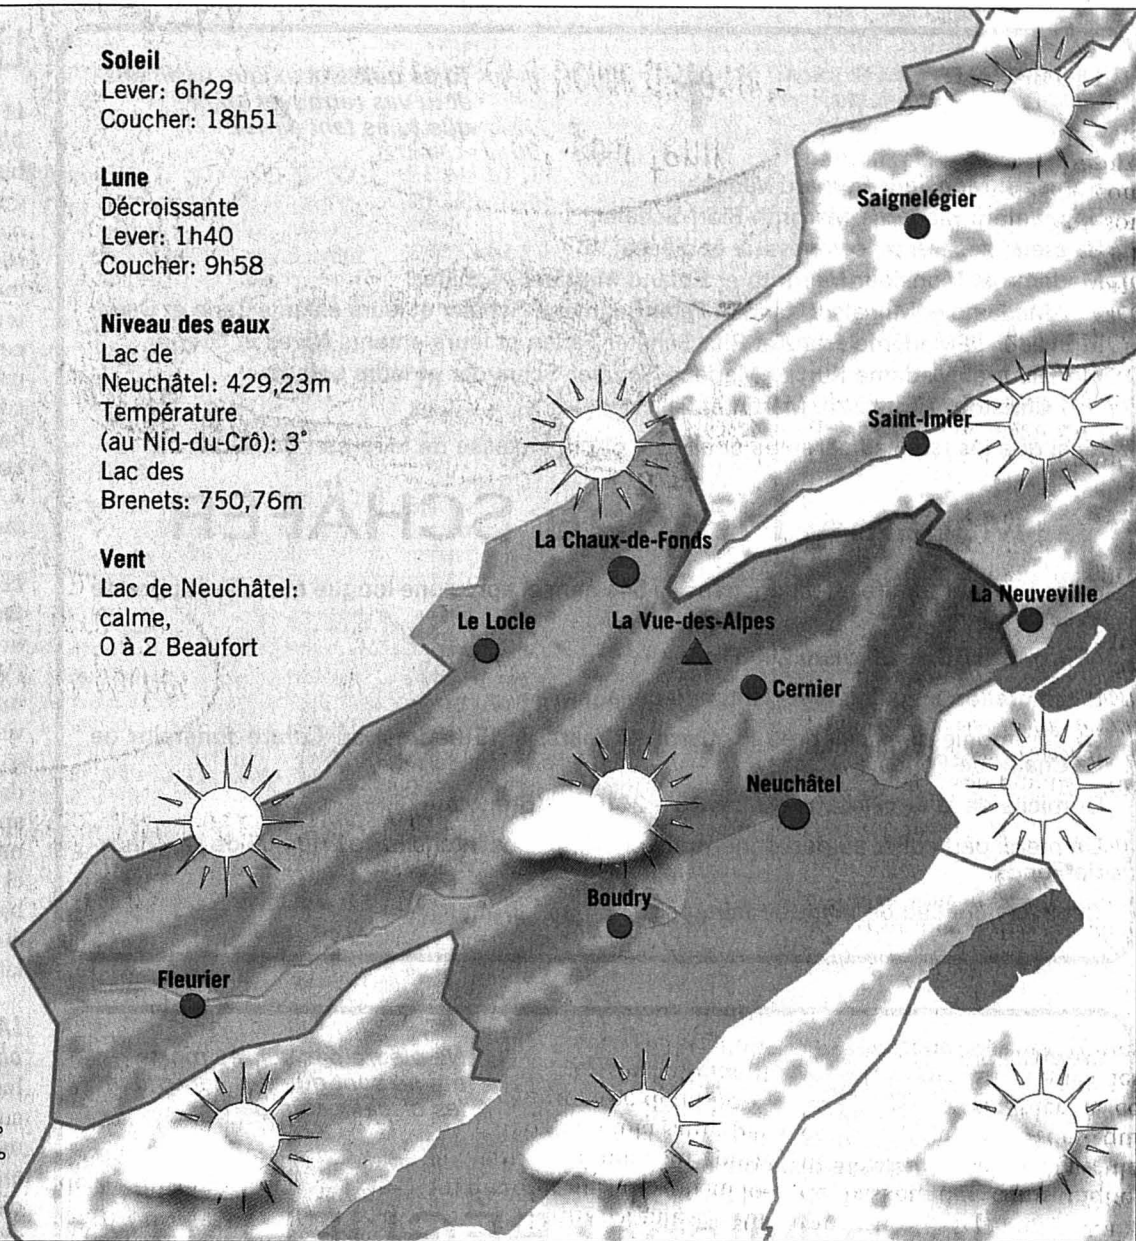 Soleil
Lever: 6h29
Coucher: 18h51
Lune
Décroissante
Lever: 1h40
Coucher: 9h58
Niveau des eaux
Lac de
Neuchâtel: 429,23m
Température
(au Nid-du-Crô): 3°
Lac des
Brenets: 750,76m
Vent
Lac de Neuchâtel:
calme,
0 à 2 Beaufort
Saignelégier
Saint-Imier
La Chaux-de-Fonds
La Neuveville
Le Locle
La Vue-des-Alpes
Cernier
Neuchâtel
Boudry
Fleurier